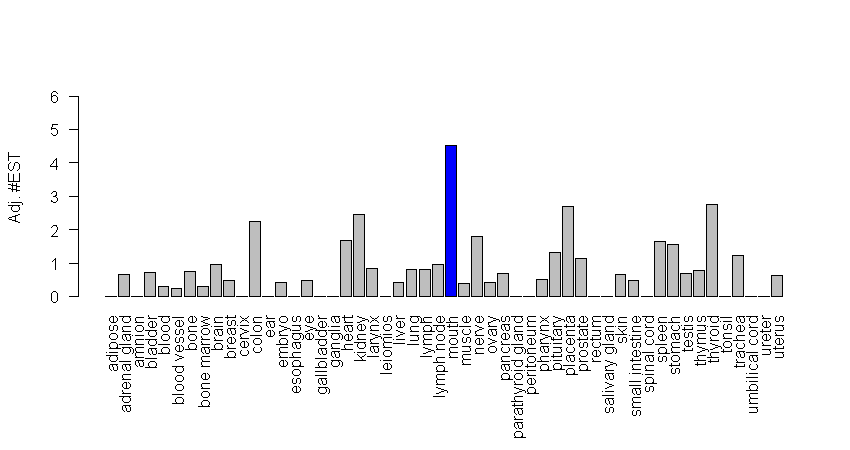 Adj. #EST
6
5
4
3
2
1
0
adipose
adrenal gland
amnion
bladder
blood
blood vessel
bone
bone marrow
brain
breast
cervix
colon
ear
embryo
esophagus
eye
gallbladder
ganglia
heart
kidney
larynx
leiomios
liver
lung
lymph
lymph node
mouth
muscle
nerve
ovary
pancreas
parathyroid gland
peritoneum
pharynx
pituitary
placenta
prostate
rectum
salivary gland
skin
small intestine
spinal cord
spleen
stomach
testis
thymus
thyroid
tonsil
trachea
umbilical cord
ureter
uterus